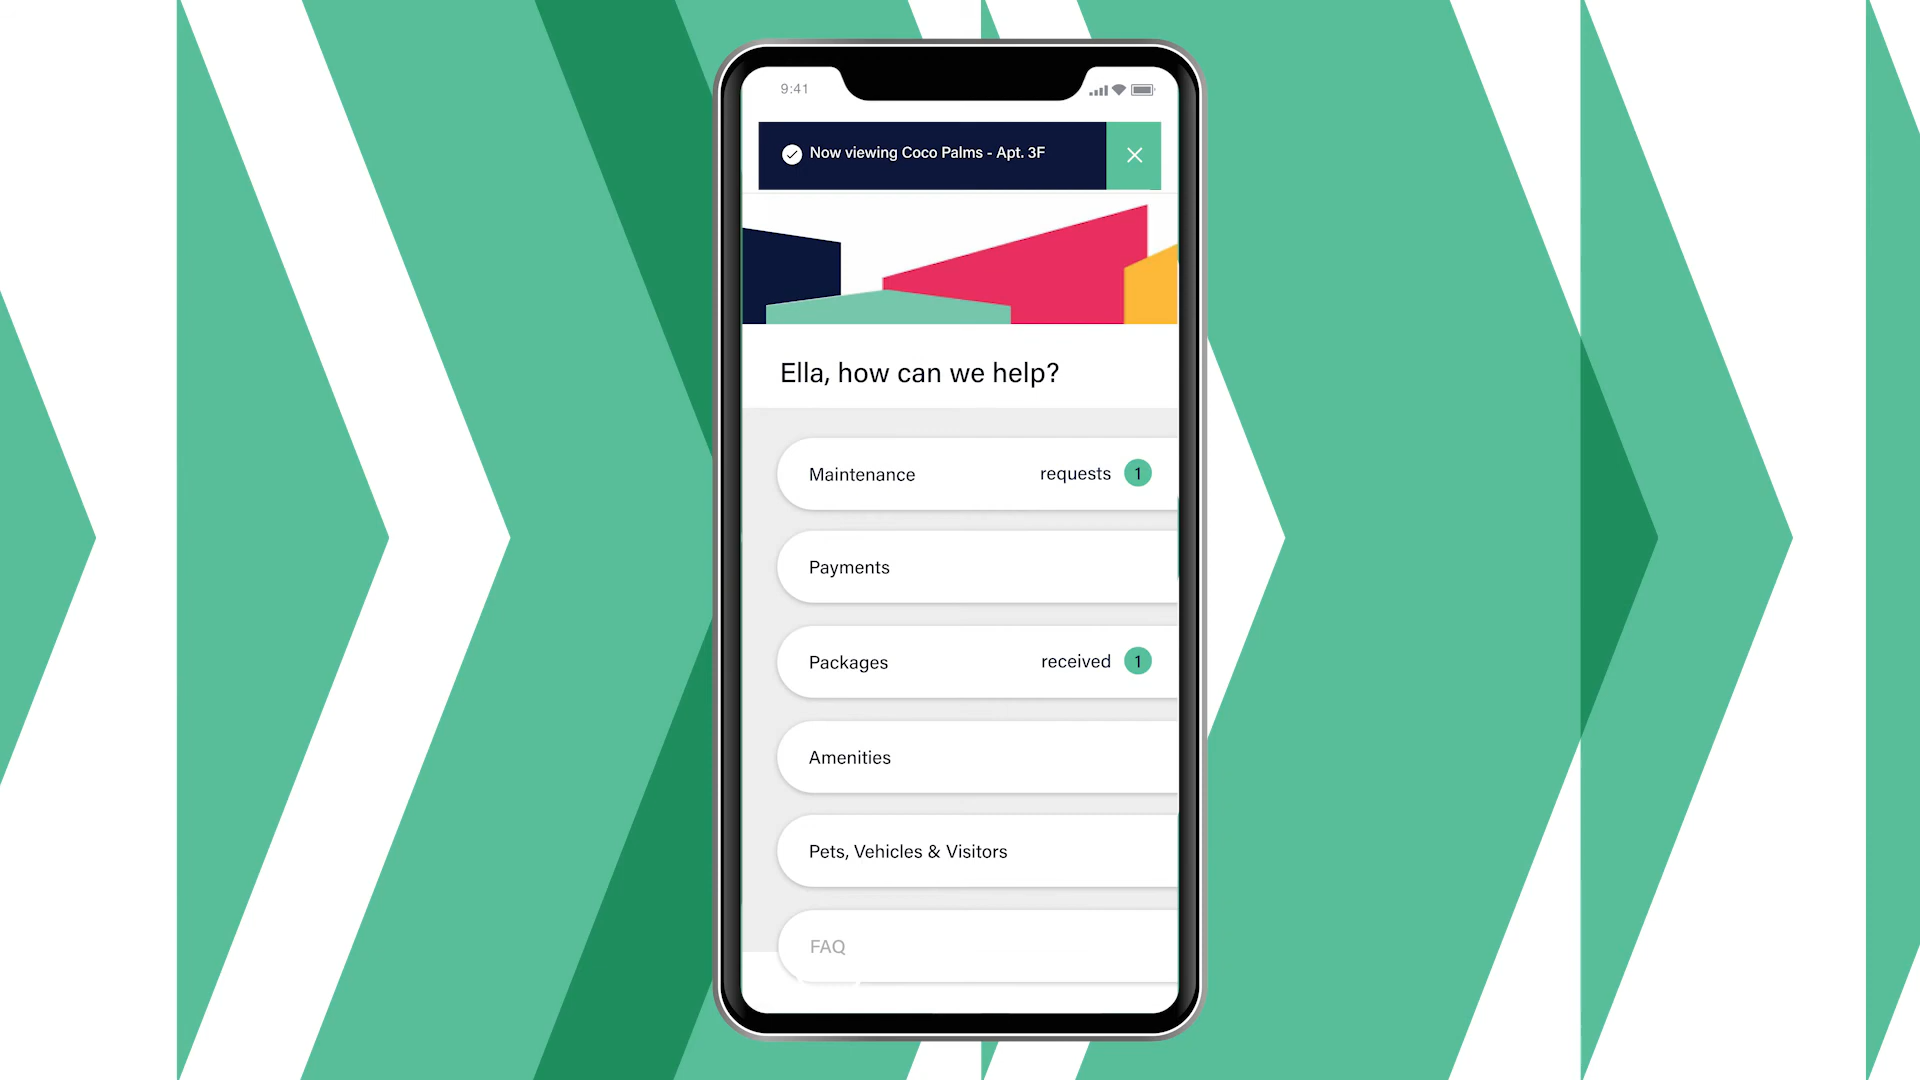 9:41
Now viewing Coco Palms - Apt. 3F
Ella, how can we help?
Maintenance requests 1
Payments
Packages received 1
Amenities
Pets, Vehicles & Visitors
FAQ